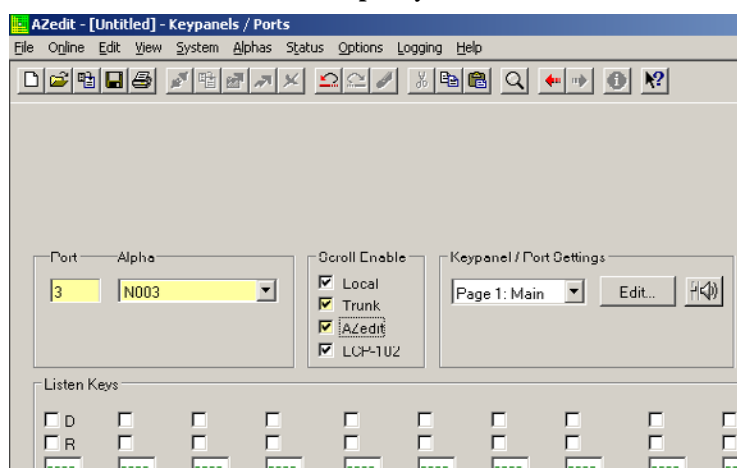 AZedit - [Untitled] - Keypanels / Ports
File Online Edit View System Alphas Status Options Logging Help
Port Alpha Scroll Enable Keypanel / Port Settings
3 N003 Local Page 1: Main Edit...
Trunk
AZedit
LCP-102
Listen Keys
D
R